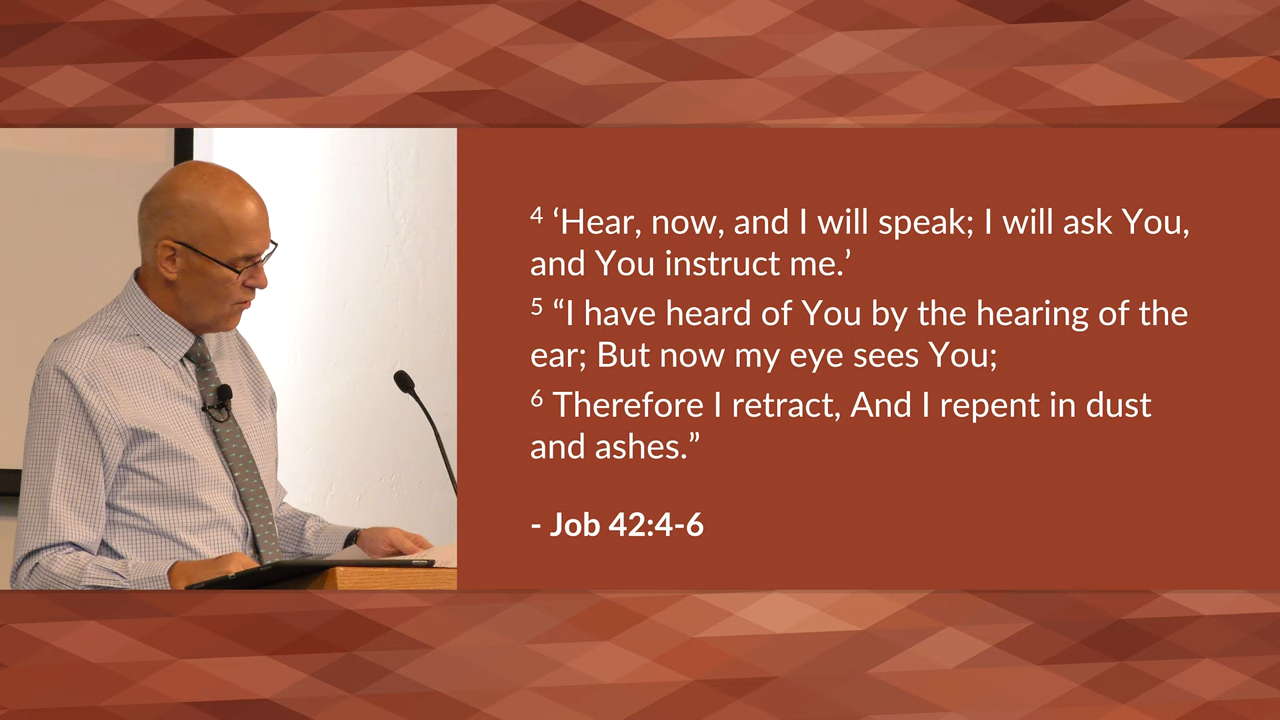 4 ‘Hear, now, and I will speak; I will ask You,
and You instruct me.’
5 “I have heard of You by the hearing of the
ear; But now my eye sees You;
6 Therefore I retract, And I repent in dust
and ashes.”
- Job 42:4-6